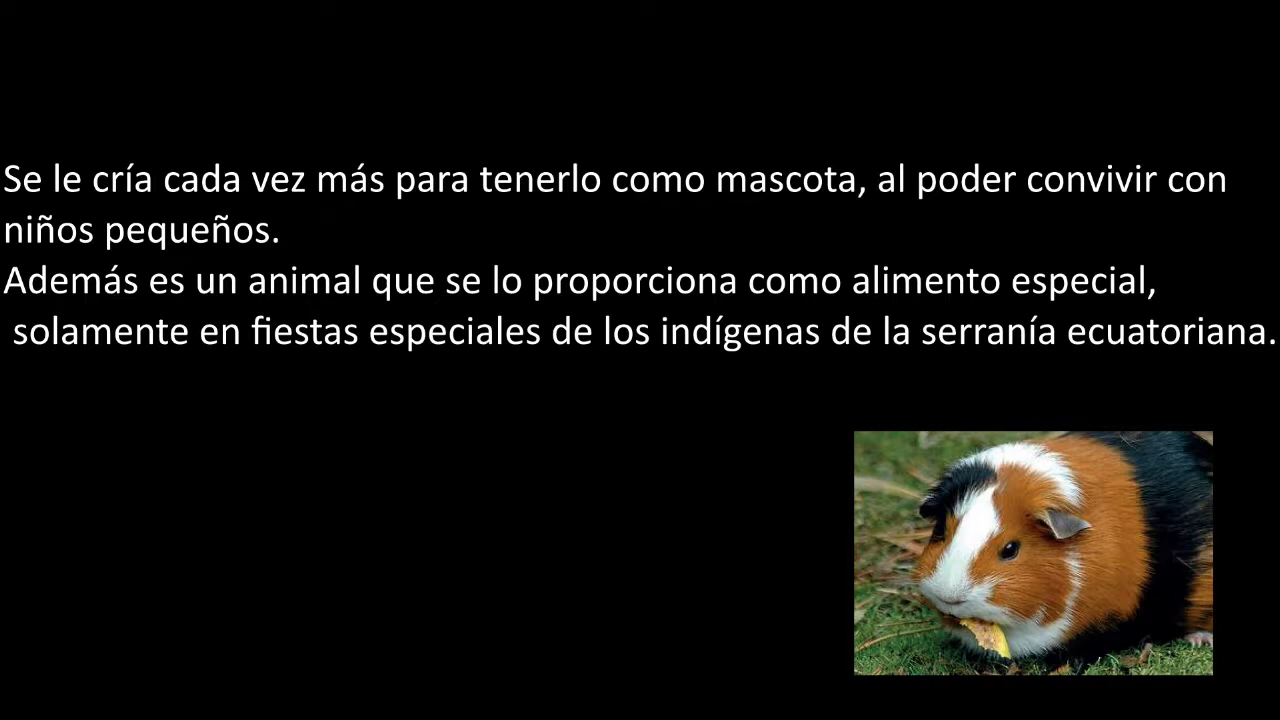 Se le cría cada vez más para tenerlo como mascota, al poder convivir con
niños pequeños.
Además es un animal que se lo proporciona como alimento especial,
solamente en fiestas especiales de los indígenas de la serranía ecuatoriana.